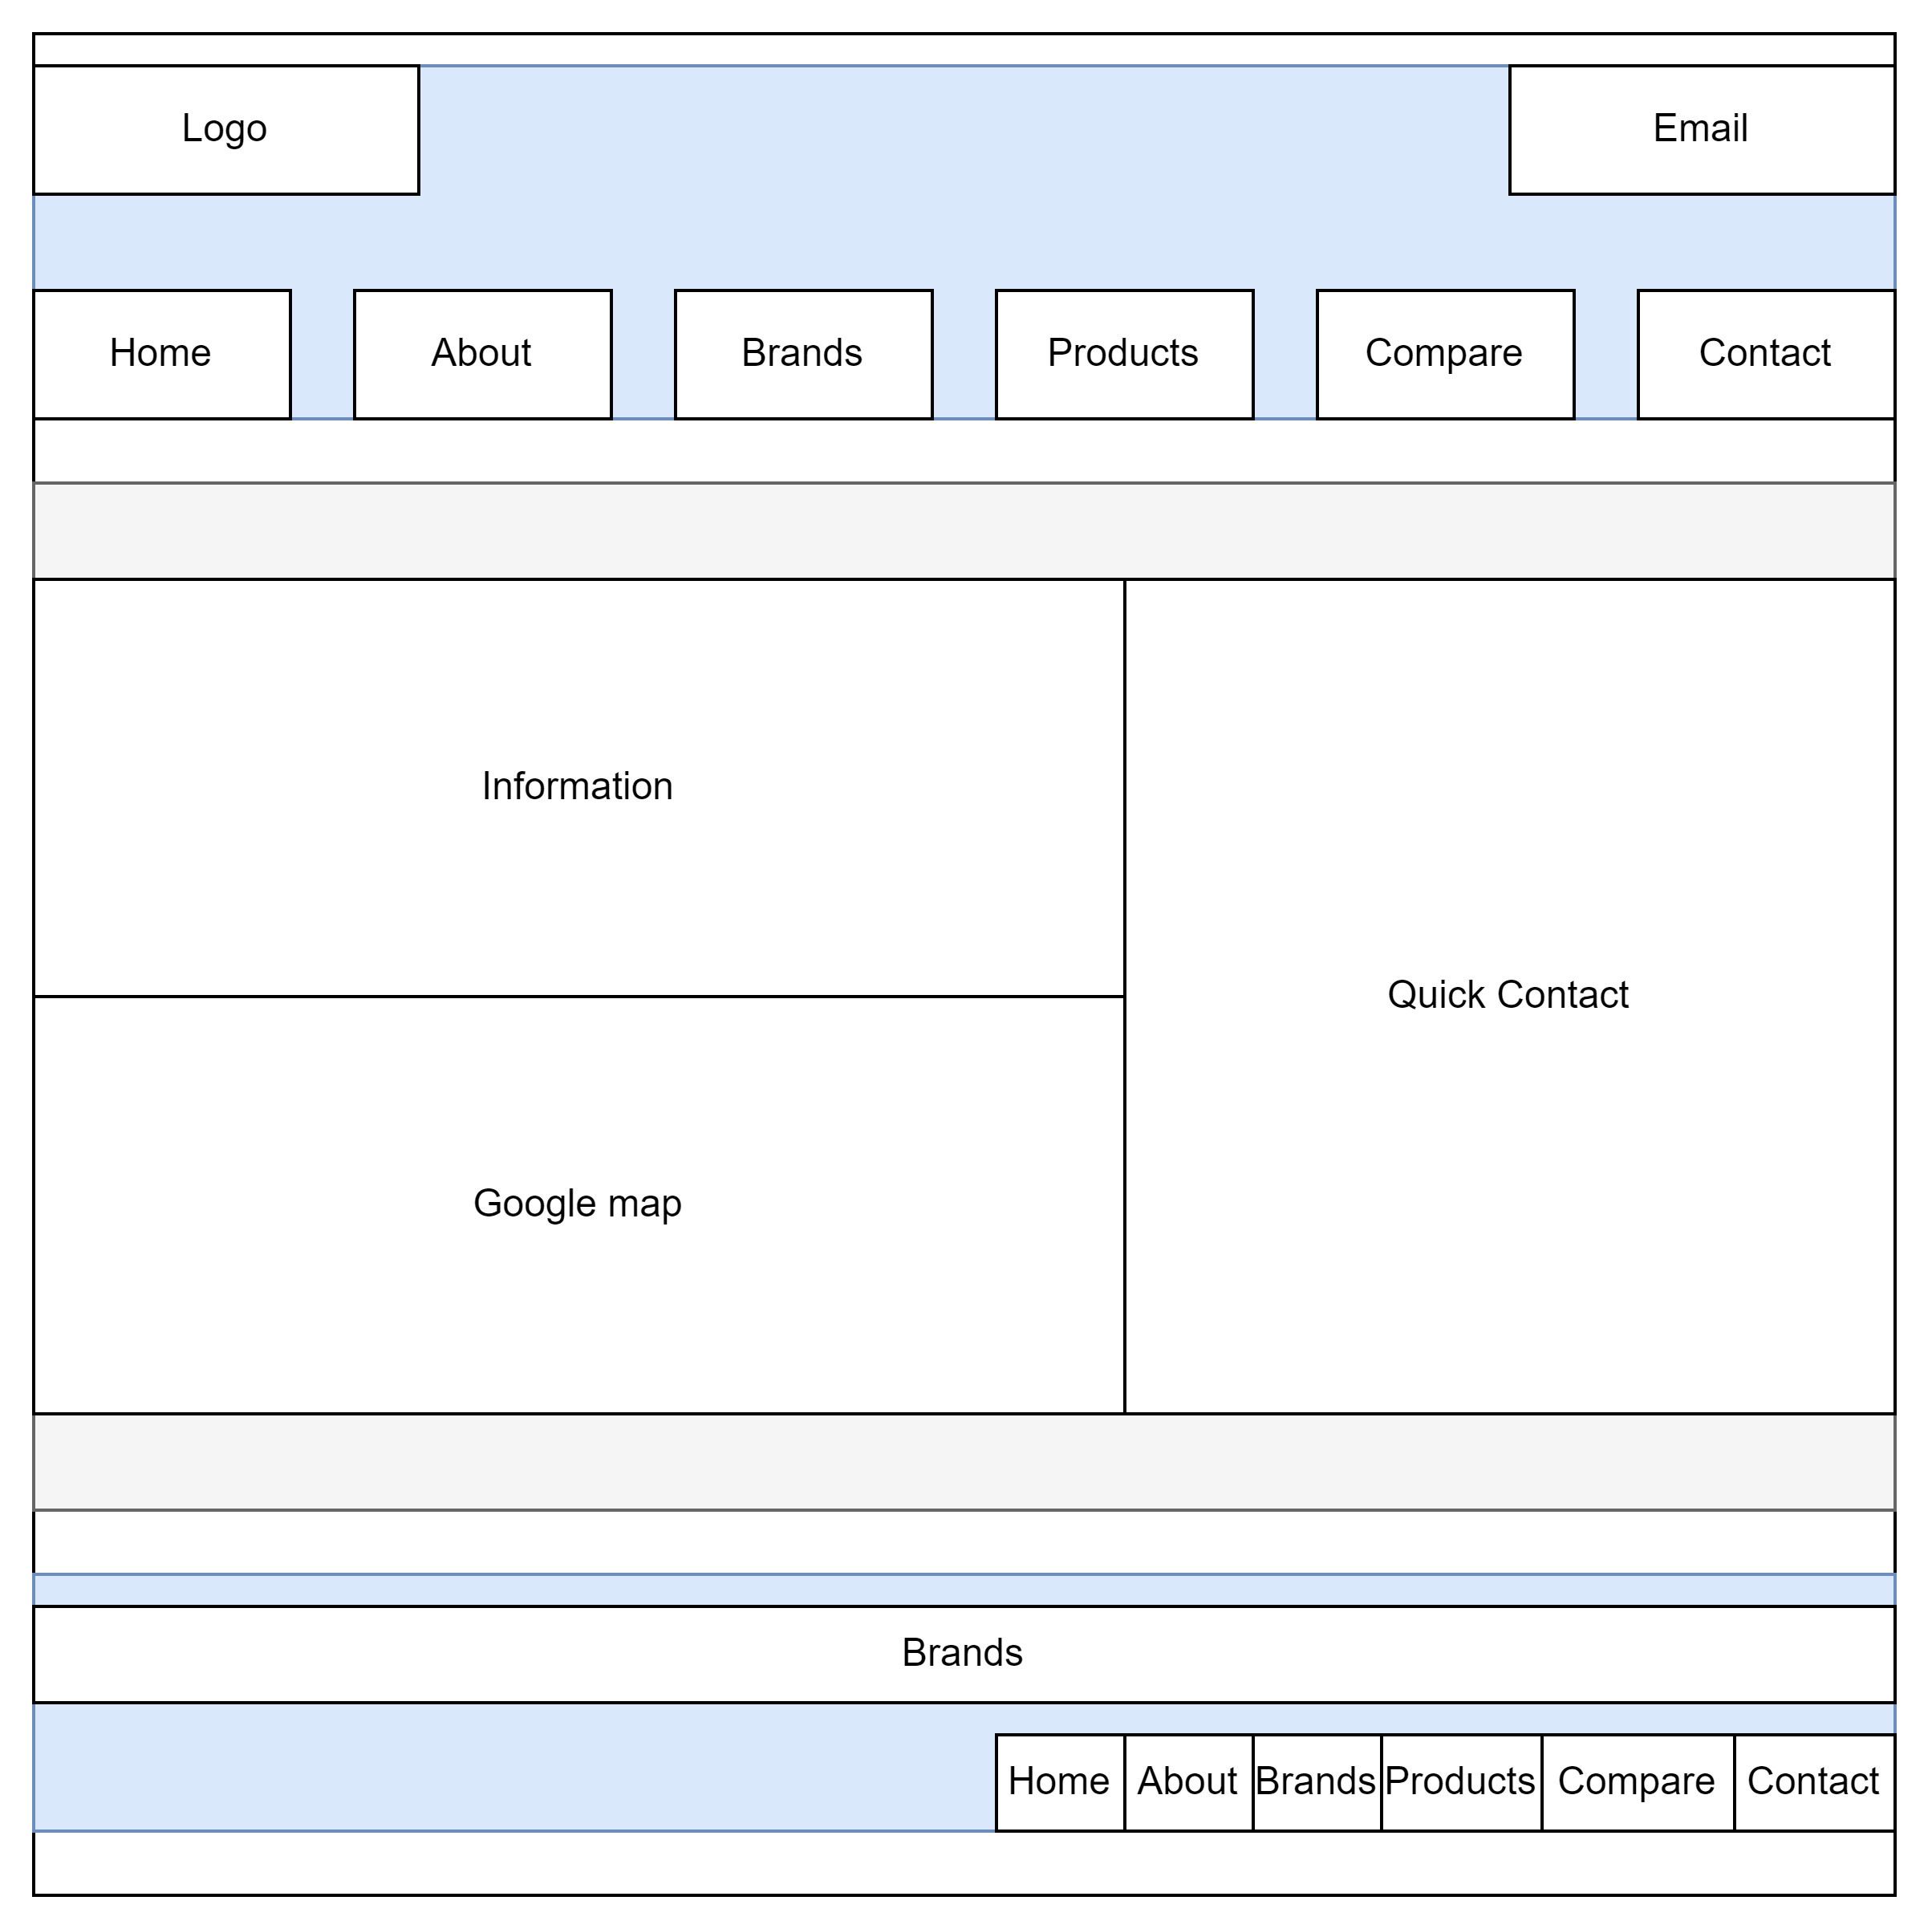 Logo
Email
Home
About
Brands
Products
Compare
Contact
Information
Quick Contact
Google map
Brands
Home
About
Brands
Products
Compare
Contact